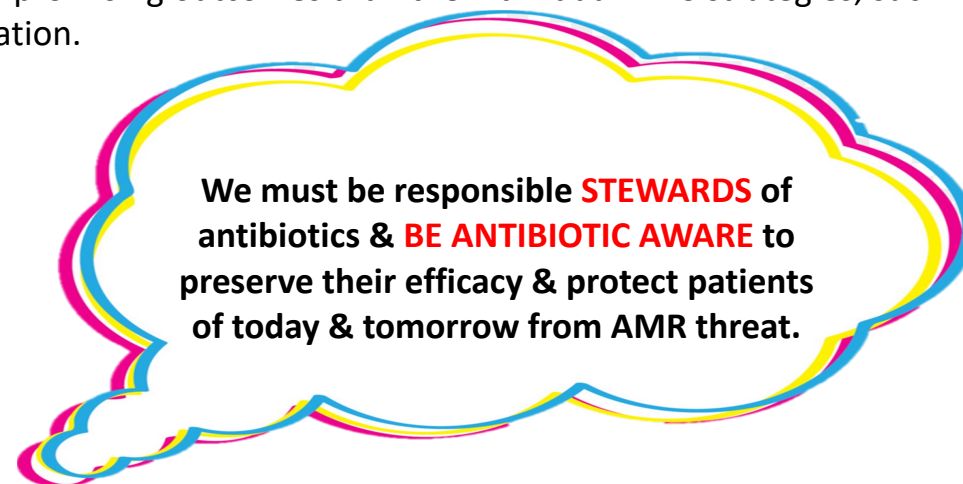 ation.
We must be responsible STEWARDS of
antibiotics & BE ANTIBIOTIC AWARE to
preserve their efficacy & protect patients
of today & tomorrow from AMR threat.